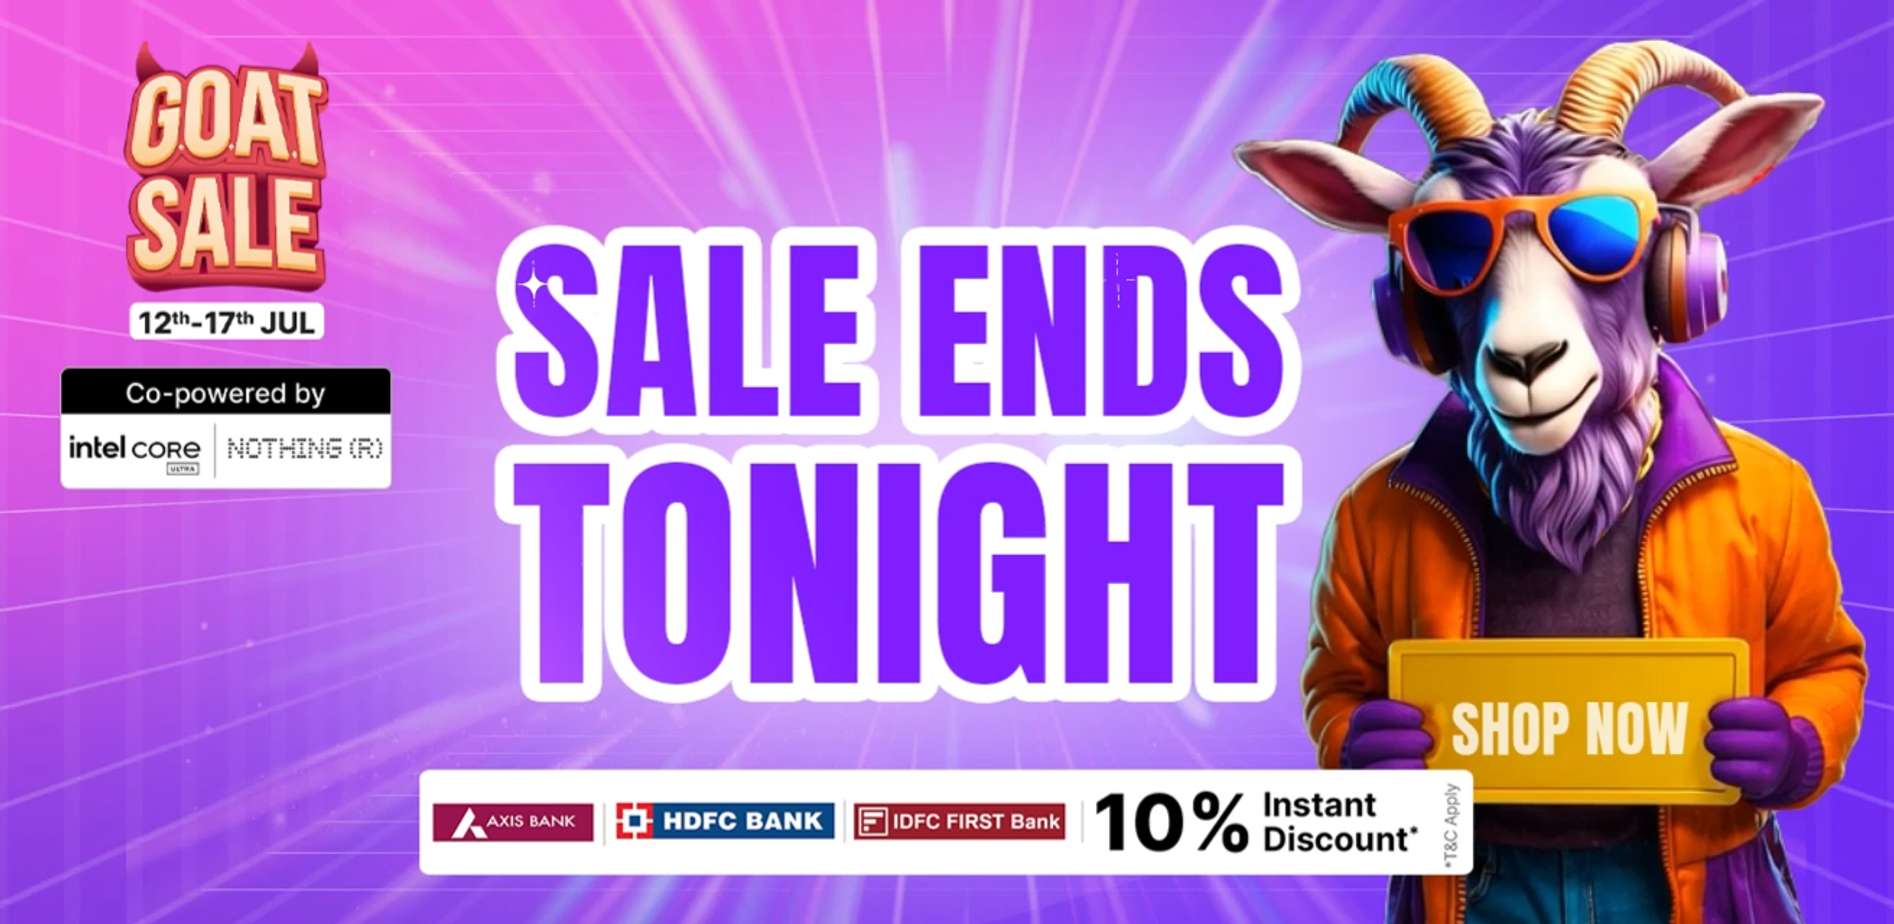 G.O.A.T
SALE
12th-17th JUL
Co-powered by
intel CORE
ULTRA
NOTHING (R)
SALE ENDS
TONIGHT
SHOP NOW
AXIS BANK
HDFC BANK
IDFC FIRST Bank
10% Instant
Discount*
*T&C Apply